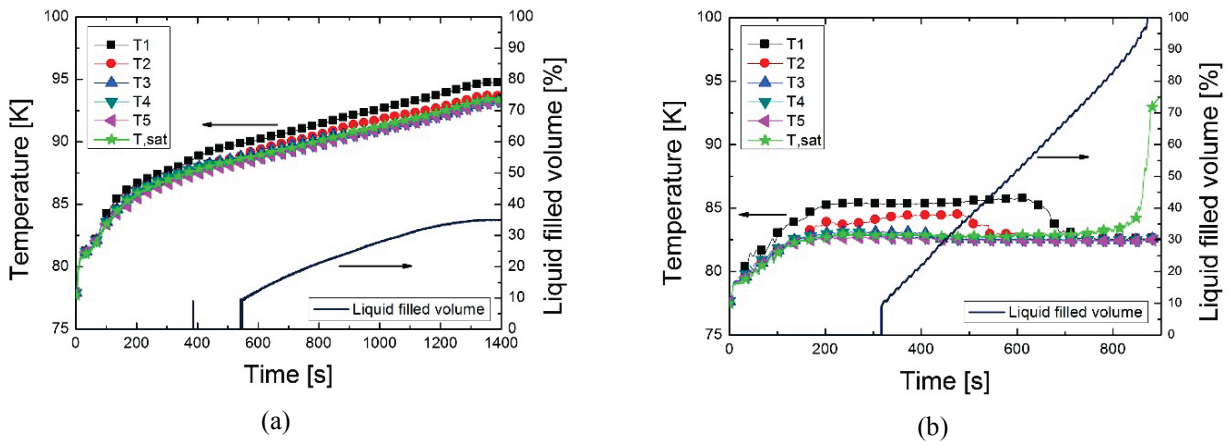 (a)
100
95
90
85
80
75
Temperature [K]
T1
T2
T3
T4
T5
T,sat
Liquid filled volume
100
90
80
70
60
50
40
30
20
10
0
Liquid filled volume [%]
0 200 400 600 800 1000 1200 1400
Time [s]
(a)
(b)
100
95
90
85
80
75
Temperature [K]
T1
T2
T3
T4
T5
T,sat
Liquid filled volume
100
90
80
70
60
50
40
30
20
10
0
Liquid filled volume [%]
0 200 400 600 800
Time [s]
(b)